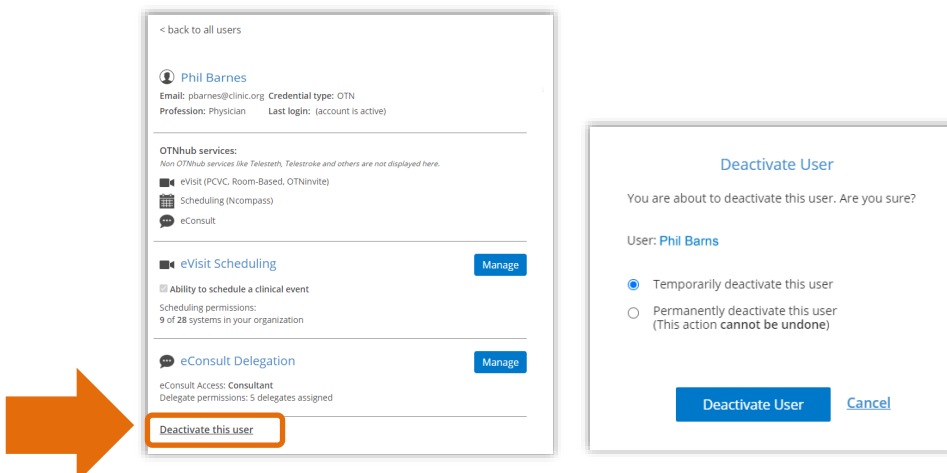 < back to all users
Phil Barnes
Email: pbarnes@clinic.org Credential type: OTN
Profession: Physician Last login: (account is active)
OTNhub services:
Non OTNhub services like Telesteth, Telestroke and others are not displayed here.
eVisit (PCVC, Room-Based, OTNinvite)
Scheduling (Ncompass)
eConsult
eVisit Scheduling
Manage
Ability to schedule a clinical event
Scheduling permissions:
9 of 28 systems in your organization
eConsult Delegation
Manage
eConsult Access: Consultant
Delegate permissions: 5 delegates assigned
Deactivate this user
Deactivate User
You are about to deactivate this user. Are you sure?
User: Phil Barns
Temporarily deactivate this user
Permanently deactivate this user
(This action cannot be undone)
Deactivate User
Cancel